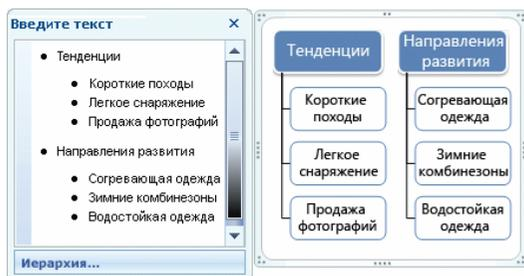 Введите текст
Тенденции
Короткие походы
Легкое снаряжение
Продажа фотографий
Направления развития
Согревающая одежда
Зимние комбинезоны
Водостойкая одежда
Иерархия...
Тенденции
Короткие
походы
Легкое
снаряжение
Продажа
фотографий
Направления
развития
Согревающая
одежда
Зимние
комбинезоны
Водостойкая
одежда